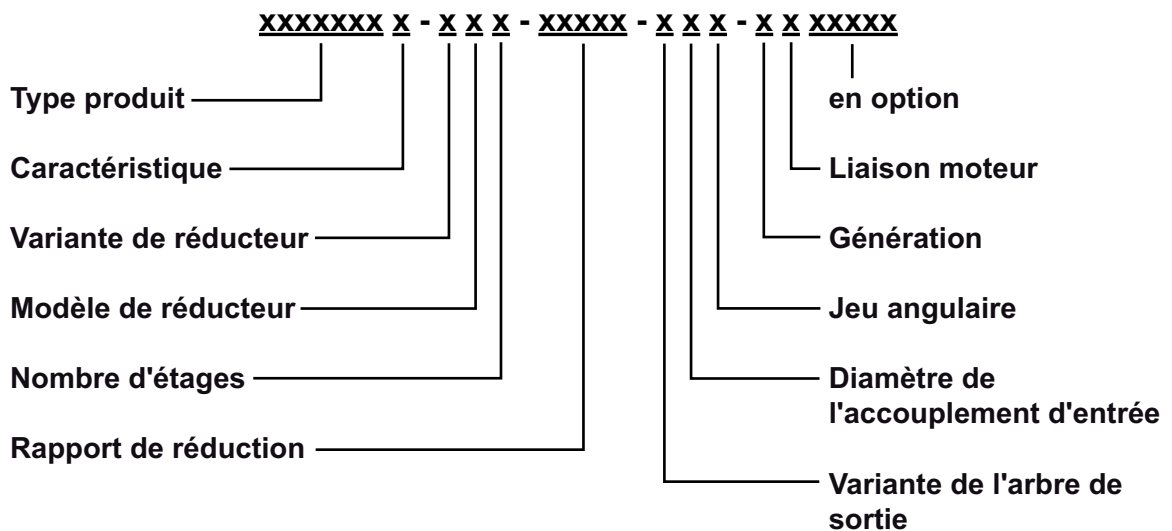 xxxxxxx x - x x x - xxxxx - x x x - x x xxxxx
Type produit
en option
Caractéristique
Liaison moteur
Variante de réducteur
Génération
Modèle de réducteur
Jeu angulaire
Nombre d'étages
Diamètre de
l'accouplement d'entrée
Rapport de réduction
Variante de l'arbre de
sortie